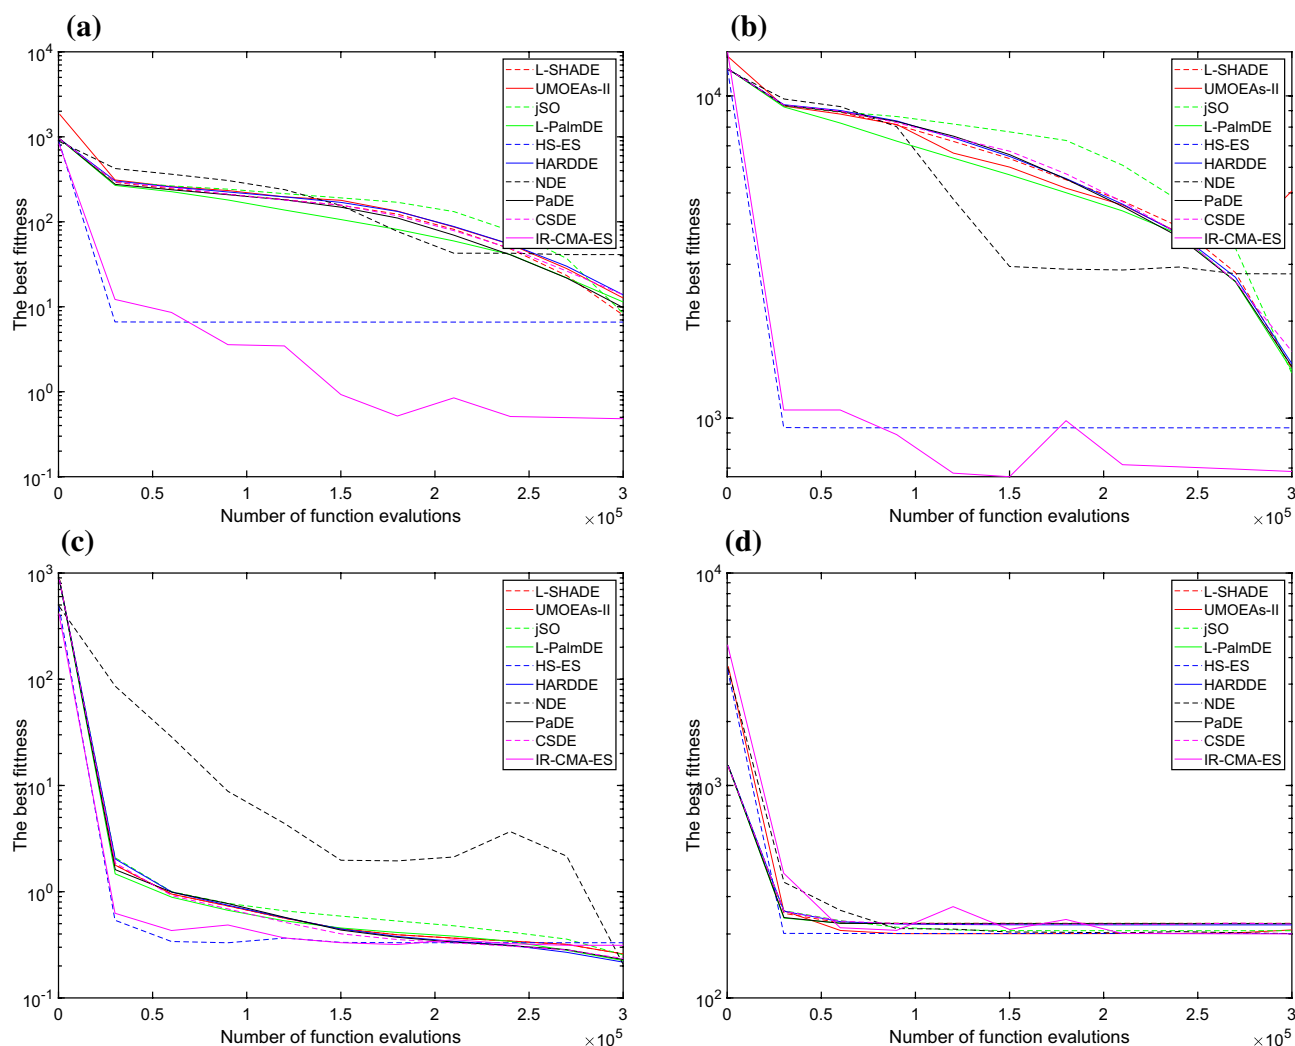 (a)
10^4
10^3
10^2
10^1
10^0
10^-1
The best fittness
0
0.5
1
1.5
2
2.5
3
×10^5
Number of function evalutions
L-SHADE
UMOEAs-II
jSO
L-PalmDE
HS-ES
HARDDE
NDE
PaDE
CSDE
IR-CMA-ES
(b)
10^4
10^3
The best fittness
0
0.5
1
1.5
2
2.5
3
×10^5
Number of function evalutions
L-SHADE
UMOEAs-II
jSO
L-PalmDE
HS-ES
HARDDE
NDE
PaDE
CSDE
IR-CMA-ES
(c)
10^3
10^2
10^1
10^0
10^-1
The best fittness
0
0.5
1
1.5
2
2.5
3
×10^5
Number of function evalutions
L-SHADE
UMOEAs-II
jSO
L-PalmDE
HS-ES
HARDDE
NDE
PaDE
CSDE
IR-CMA-ES
(d)
10^4
10^3
10^2
The best fittness
0
0.5
1
1.5
2
2.5
3
×10^5
Number of function evalutions
L-SHADE
UMOEAs-II
jSO
L-PalmDE
HS-ES
HARDDE
NDE
PaDE
CSDE
IR-CMA-ES